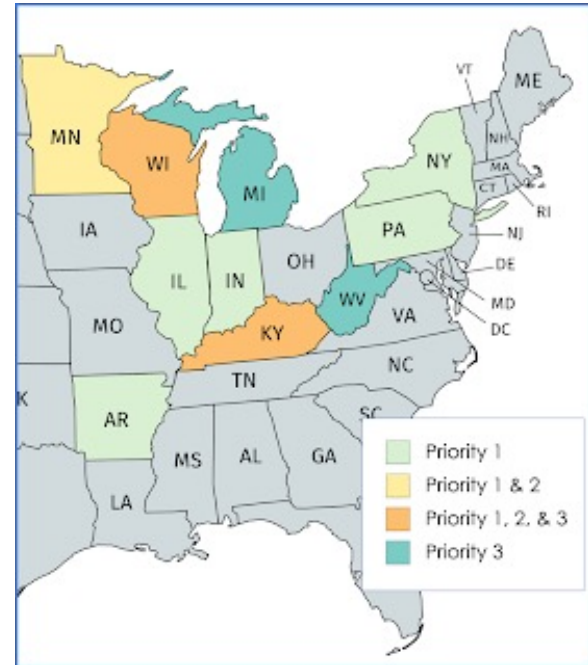 VT
ME
MN
NH
WI
NY
MA
MI
CT
RI
IA
PA
NJ
OH
IL
IN
DE
WV
MD
MO
VA
KY
DC
NC
TN
K
AR
SC
MS
AL
GA
LA
Priority 1
Priority 1 & 2
Priority 1, 2, & 3
Priority 3